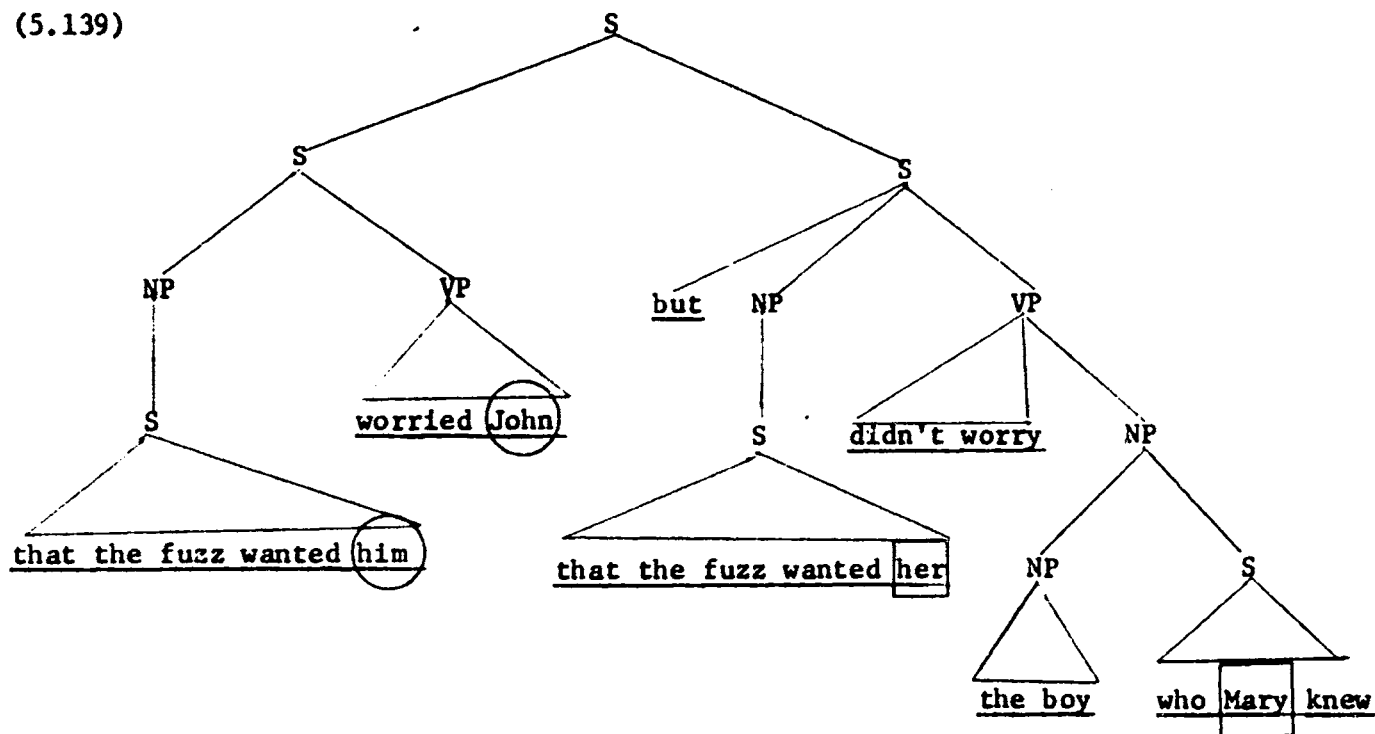 (5.139)
S
S S
NP VP but NP VP
S worried John S didn't worry NP
that the fuzz wanted him that the fuzz wanted her NP S
the boy who Mary knew